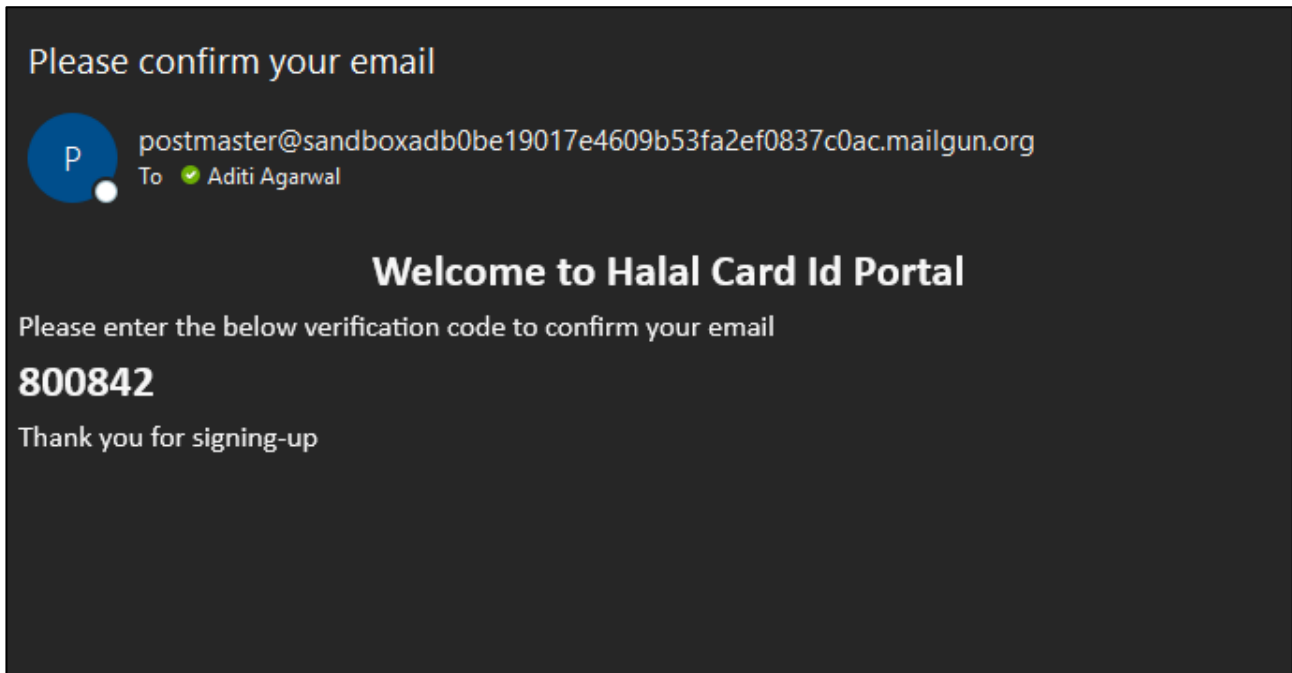 Please confirm your email
P
postmaster@sandboxadb0be19017e4609b53fa2ef0837c0ac.mailgun.org
To Aditi Agarwal
Welcome to Halal Card Id Portal
Please enter the below verification code to confirm your email
800842
Thank you for signing-up